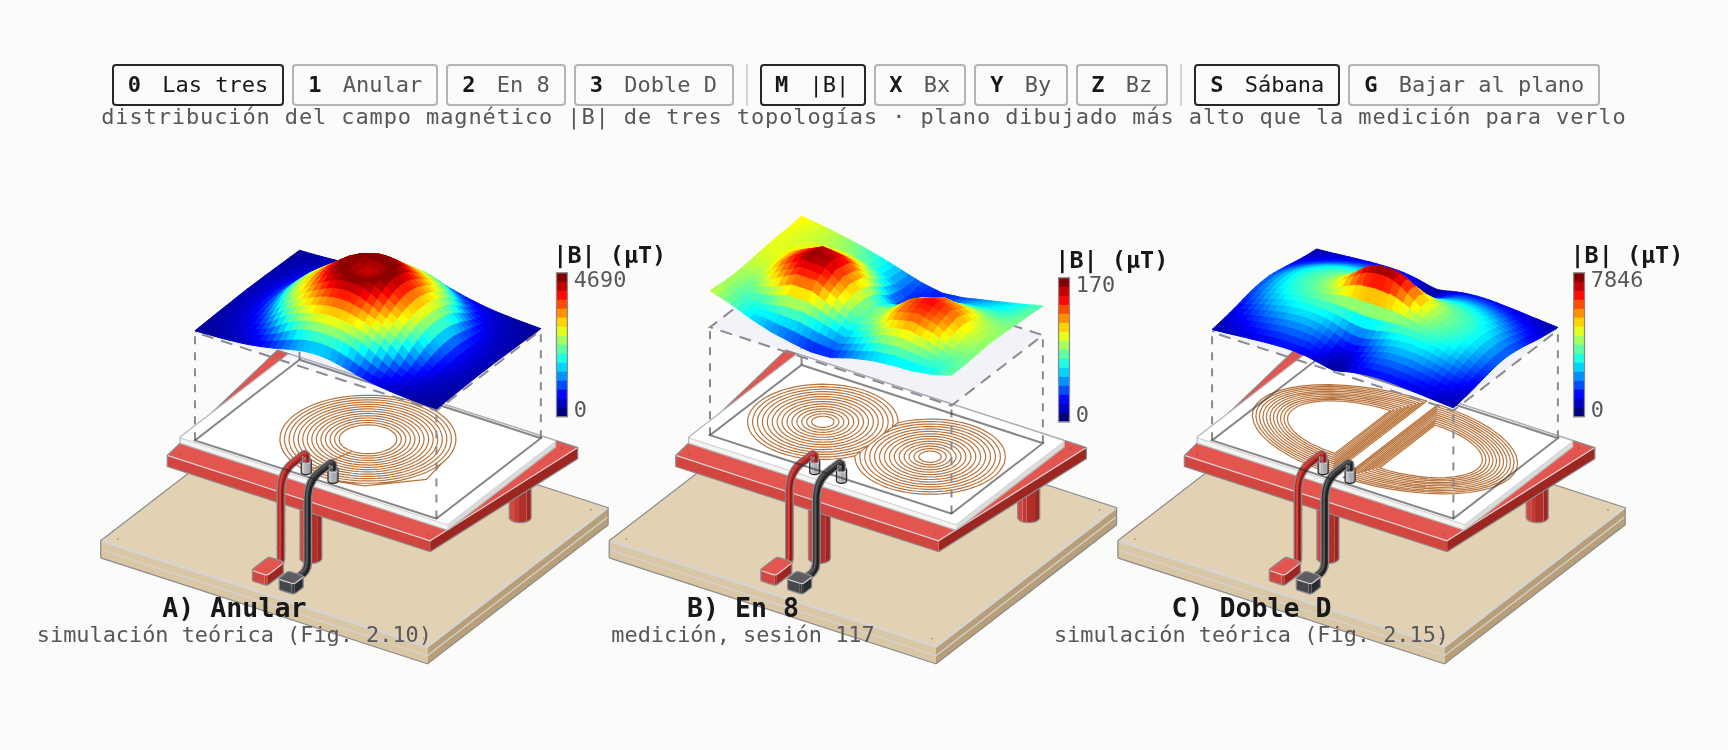 0 Las tres 1 Anular 2 En 8 3 Doble D M |B| X Bx Y By Z Bz S Sábana G Bajar al plano
distribución del campo magnético |B| de tres topologías · plano dibujado más alto que la medición para verlo
|B| (µT)
4690
0
|B| (µT)
170
0
|B| (µT)
7846
0
A) Anular
simulación teórica (Fig. 2.10)
B) En 8
medición, sesión 117
C) Doble D
simulación teórica (Fig. 2.15)